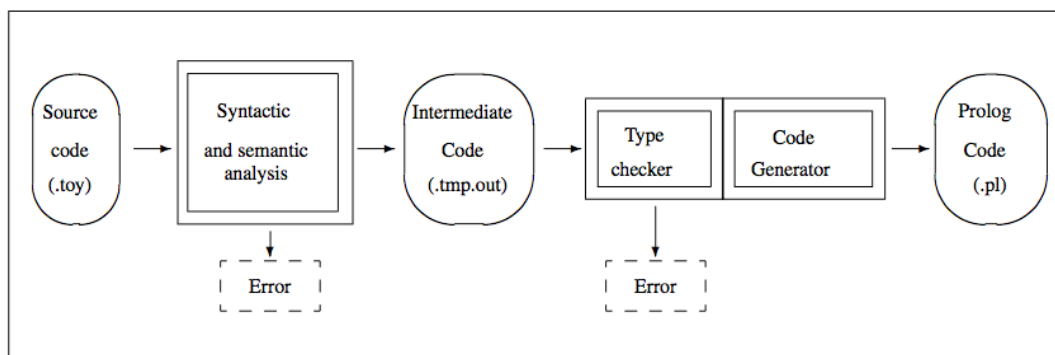 Source
code
(.toy)
Syntactic
and semantic
analysis
Intermediate
Code
(.tmp.out)
Type
checker
Code
Generator
Prolog
Code
(.pl)
Error
Error